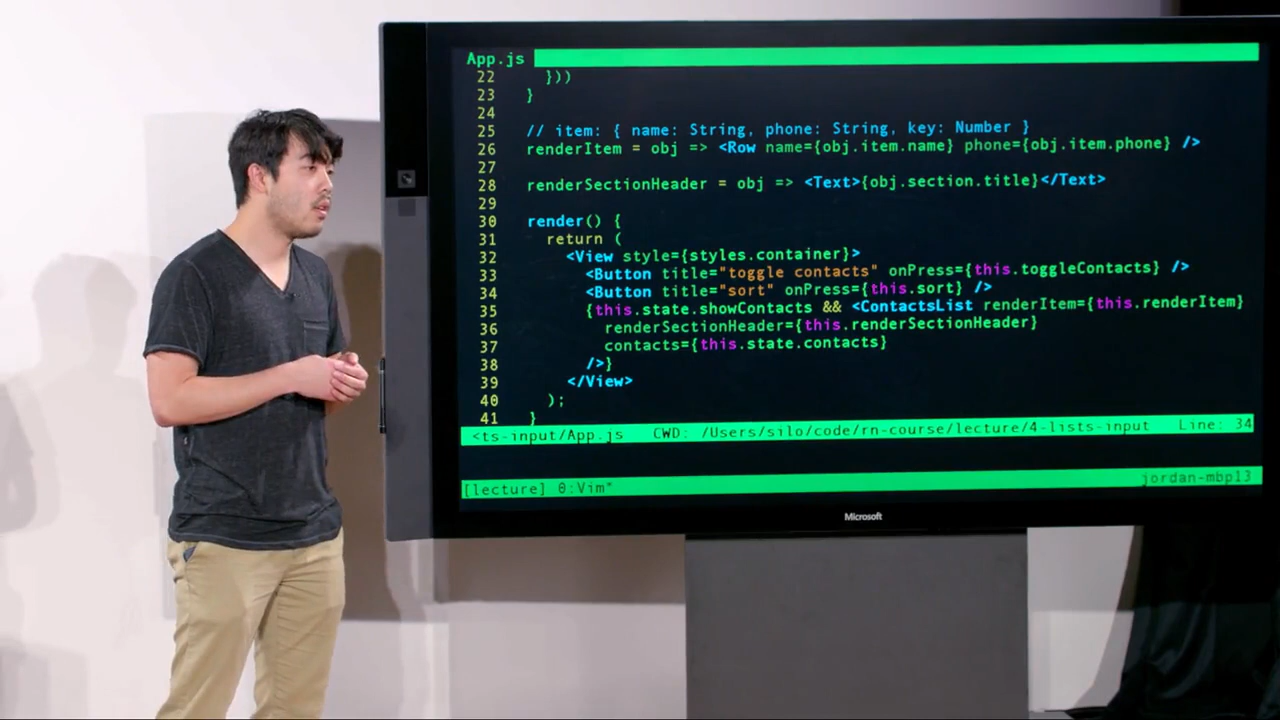 App.js
22 }))
23 }
24
25 // item: { name: String, phone: String, key: Number }
26 renderItem = obj => <Row name={obj.item.name} phone={obj.item.phone} />
27
28 renderSectionHeader = obj => <Text>{obj.section.title}</Text>
29
30 render() {
31 return (
32 <View style={styles.container}>
33 <Button title="toggle contacts" onPress={this.toggleContacts} />
34 <Button title="sort" onPress={this.sort} />
35 {this.state.showContacts && <ContactsList renderItem={this.renderItem}
36 renderSectionHeader={this.renderSectionHeader}
37 contacts={this.state.contacts}
38 />}
39 </View>
40 );
41 }
<ts-input/App.js CWD: /Users/silo/code/rn-course/lecture/4-lists-input Line: 34
[lecture] 0:Vim* jordan-mbp13
Microsoft